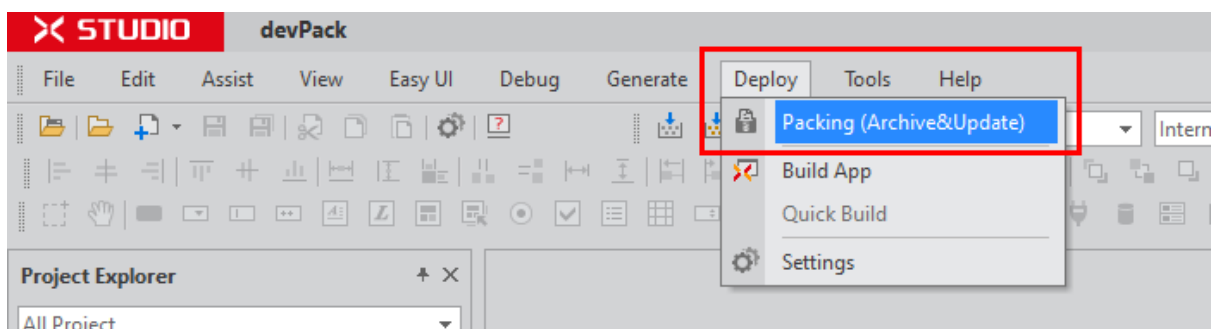 X STUDIO devPack
File Edit Assist View Easy UI Debug Generate Deploy Tools Help
Packing (Archive&Update)
Intern
Build App
Quick Build
Settings
Project Explorer
All Project